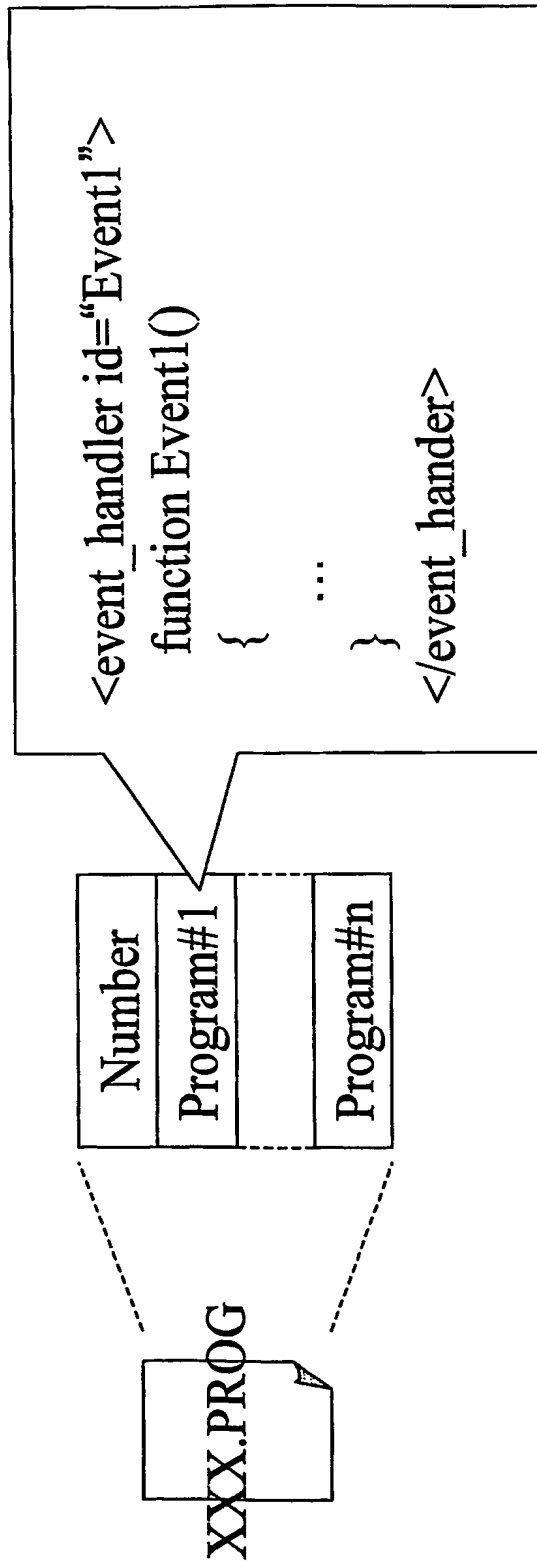 XXX.PROG
Number
Program#1
Program#n
<event_handler id=“Event1”>
function Event1()
{
...
}
</event_hander>